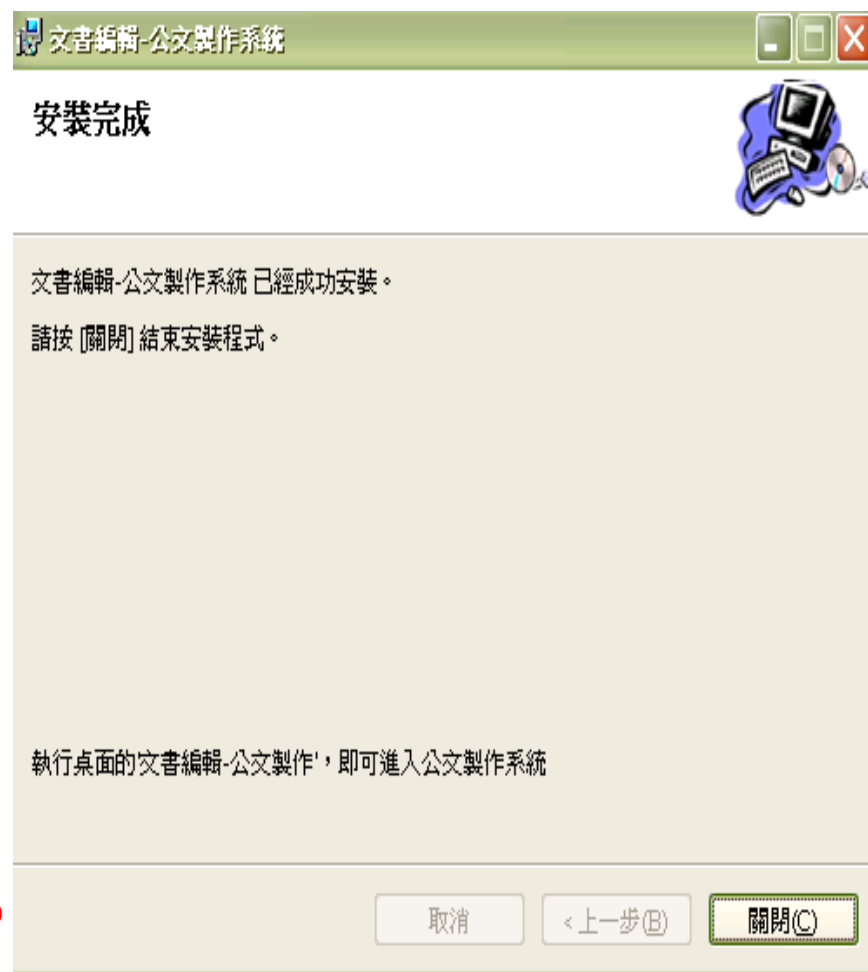 文書編輯-公文製作系統
安裝完成
文書編輯-公文製作系統 已經成功安裝。
請按 [關閉] 結束安裝程式。
執行桌面的'文書編輯-公文製作'，即可進入公文製作系統
取消
<上一步(B)
關閉(C)